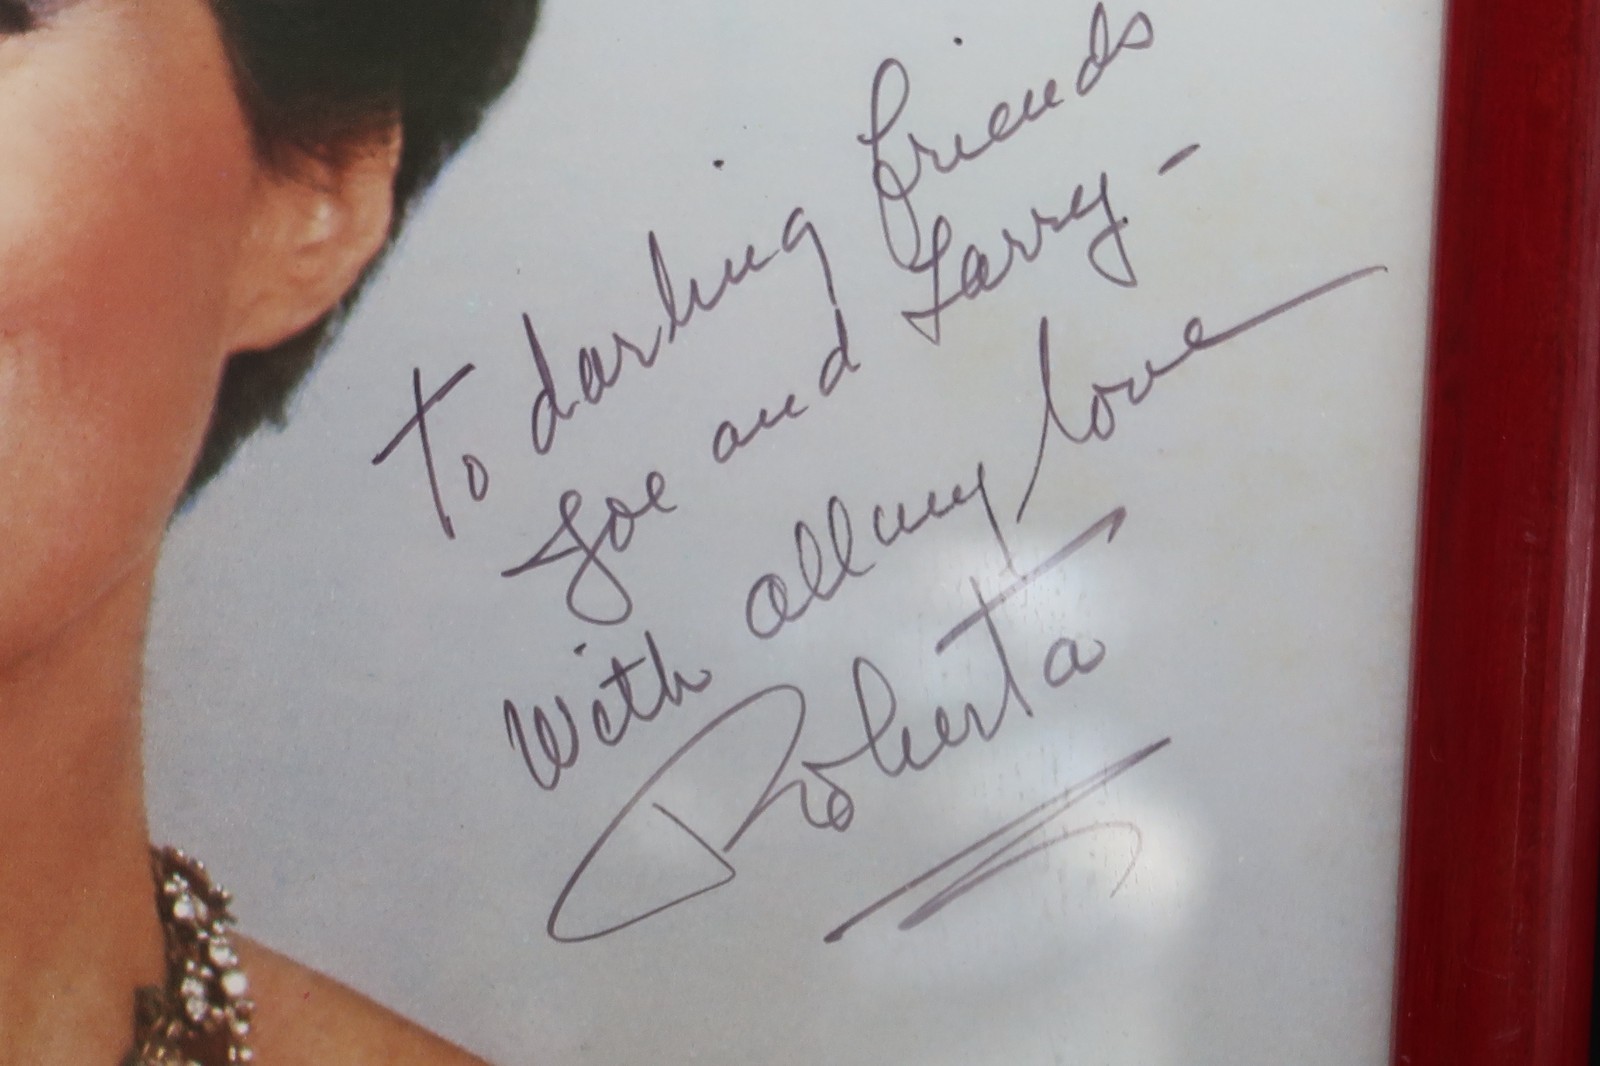 To darling friends
Joe and Larry -
With all my love
Roberta